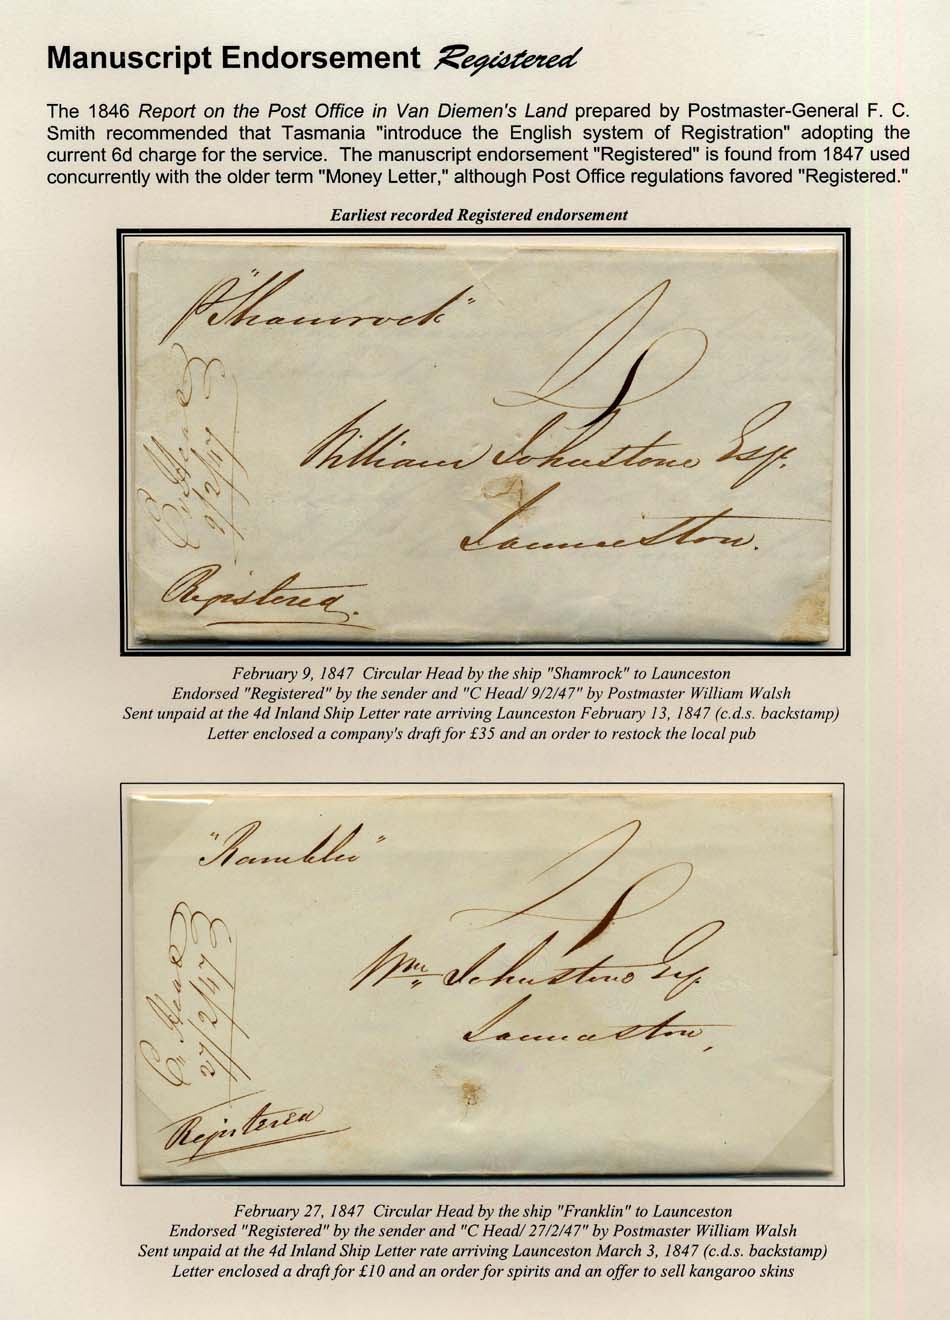 Manuscript Endorsement Registered
The 1846 Report on the Post Office in Van Diemen's Land prepared by Postmaster-General F. C.
Smith recommended that Tasmania "introduce the English system of Registration" adopting the
current 6d charge for the service. The manuscript endorsement "Registered" is found from 1847 used
concurrently with the older term "Money Letter," although Post Office regulations favored "Registered."
Earliest recorded Registered endorsement
"Shamrock"
C. Head
9/2/47
William Johnstone Esqr.
Launceston.
Registered.
February 9, 1847 Circular Head by the ship "Shamrock" to Launceston
Endorsed "Registered" by the sender and "C Head/ 9/2/47" by Postmaster William Walsh
Sent unpaid at the 4d Inland Ship Letter rate arriving Launceston February 13, 1847 (c.d.s. backstamp)
Letter enclosed a company's draft for £35 and an order to restock the local pub
"Rambler"
C. Head
27/2/47
Wm Johnstone Esq.
Launceston,
Registered
February 27, 1847 Circular Head by the ship "Franklin" to Launceston
Endorsed "Registered" by the sender and "C Head/ 27/2/47" by Postmaster William Walsh
Sent unpaid at the 4d Inland Ship Letter rate arriving Launceston March 3, 1847 (c.d.s. backstamp)
Letter enclosed a draft for £10 and an order for spirits and an offer to sell kangaroo skins